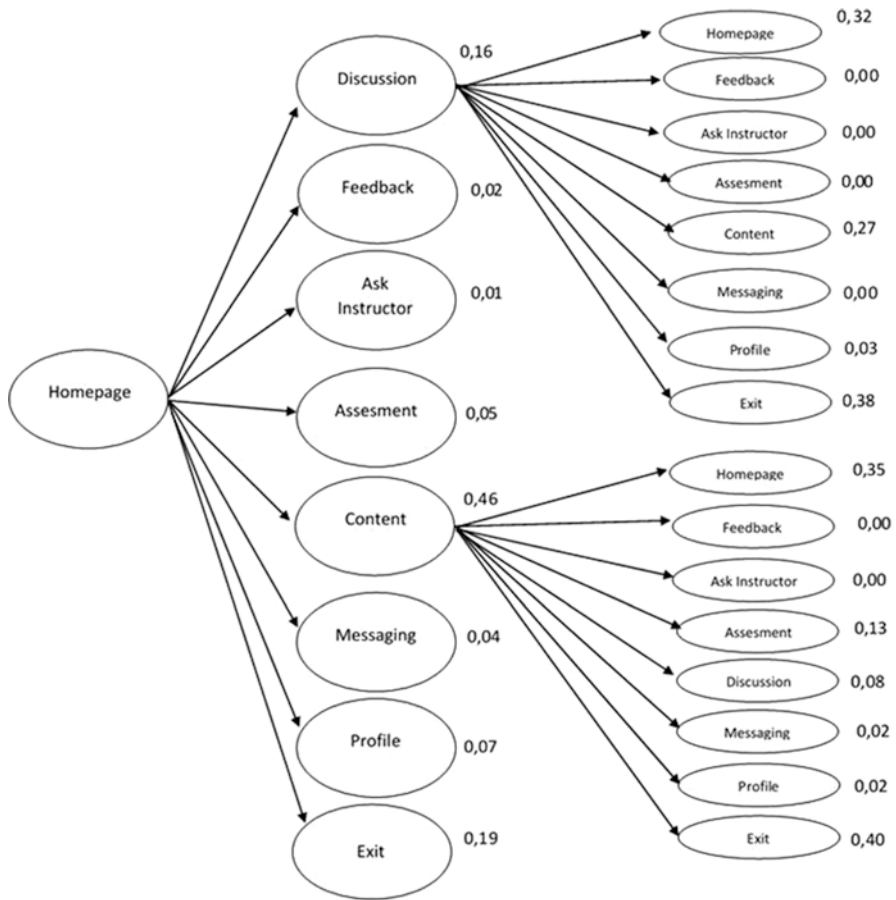 Homepage
Discussion
0,16
Feedback
0,02
Ask
Instructor
0,01
Assesment
0,05
Content
0,46
Messaging
0,04
Profile
0,07
Exit
0,19
Homepage
0,32
Feedback
0,00
Ask Instructor
0,00
Assesment
0,00
Content
0,27
Messaging
0,00
Profile
0,03
Exit
0,38
Homepage
0,35
Feedback
0,00
Ask Instructor
0,00
Assesment
0,13
Discussion
0,08
Messaging
0,02
Profile
0,02
Exit
0,40